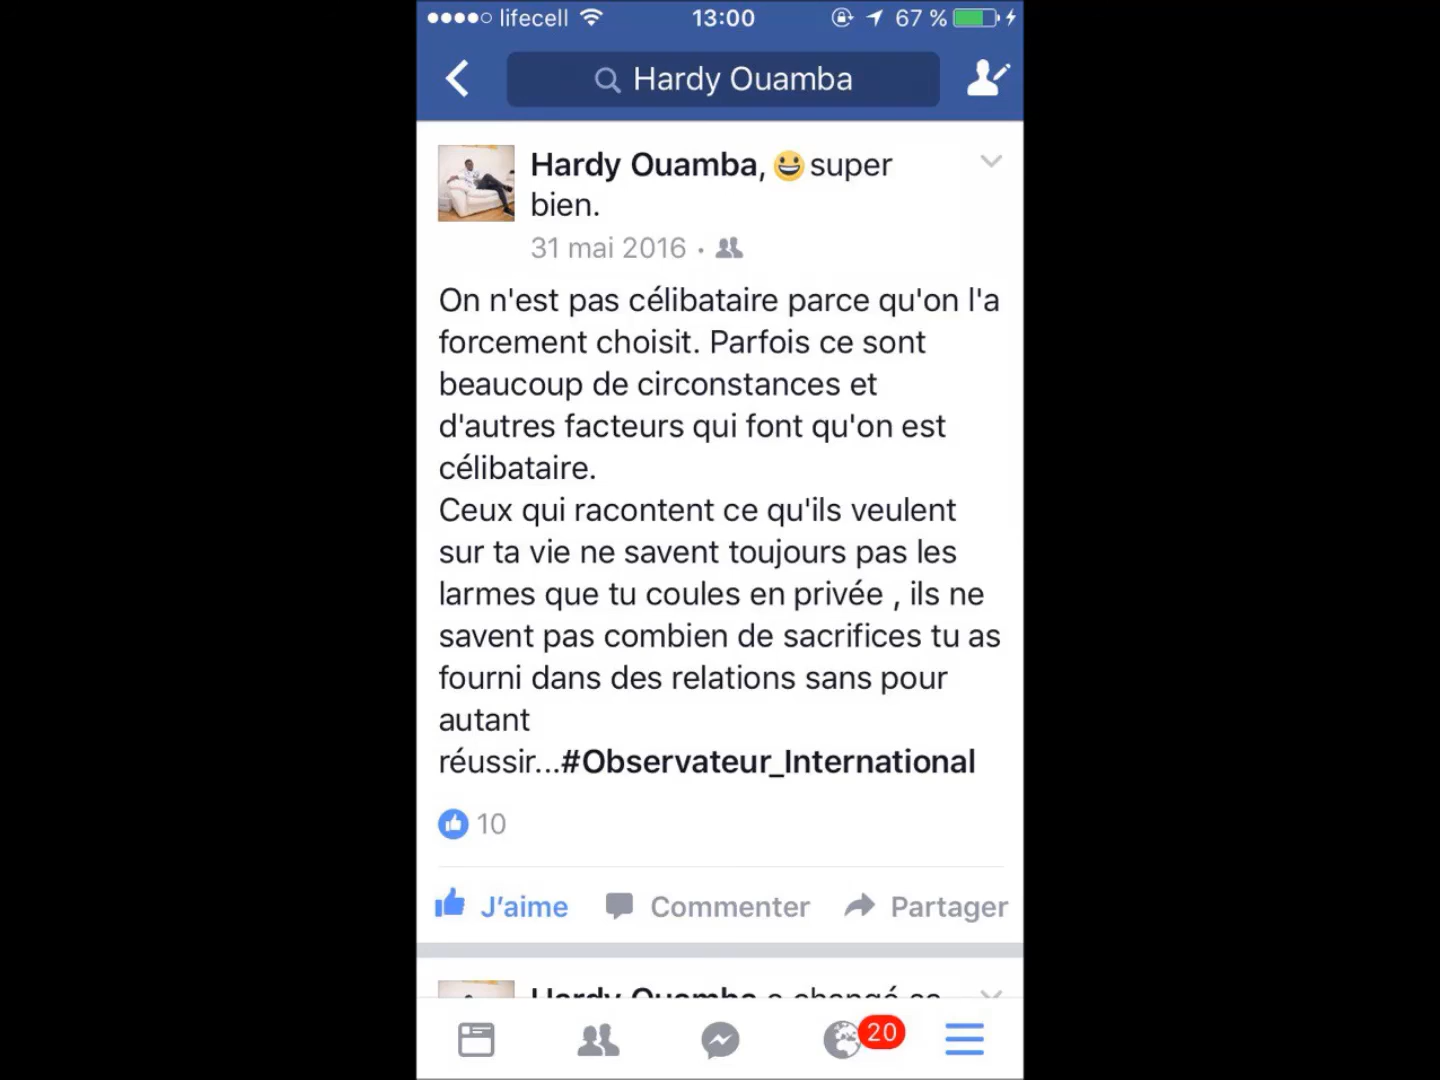 lifecell 13:00 67 %
Hardy Ouamba
Hardy Ouamba, 😀 super
bien.
31 mai 2016 ·
On n'est pas célibataire parce qu'on l'a
forcement choisit. Parfois ce sont
beaucoup de circonstances et
d'autres facteurs qui font qu'on est
célibataire.
Ceux qui racontent ce qu'ils veulent
sur ta vie ne savent toujours pas les
larmes que tu coules en privée , ils ne
savent pas combien de sacrifices tu as
fourni dans des relations sans pour
autant
réussir...#Observateur_International
10
J'aime Commenter Partager
Hardy Ouamba a changé sa
20